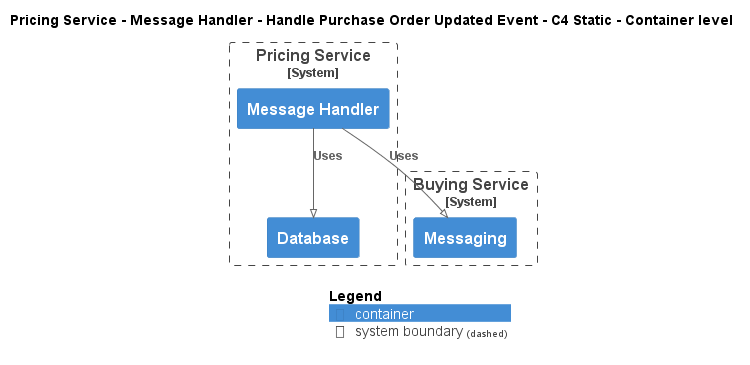 Pricing Service - Message Handler - Handle Purchase Order Updated Event - C4 Static - Container level
Pricing Service
[System]
Message Handler
Uses
Uses
Buying Service
[System]
Database
Messaging
Legend
container
system boundary (dashed)